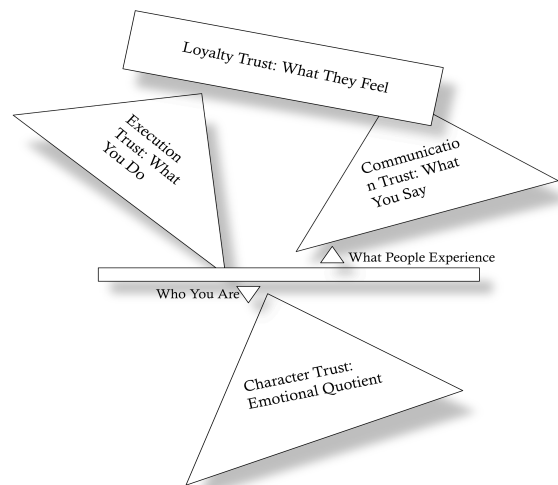 Loyalty Trust: What They Feel
Execution
Trust: What
You Do
Communicatio
n Trust: What
You Say
What People Experience
Who You Are
Character Trust:
Emotional Quotient